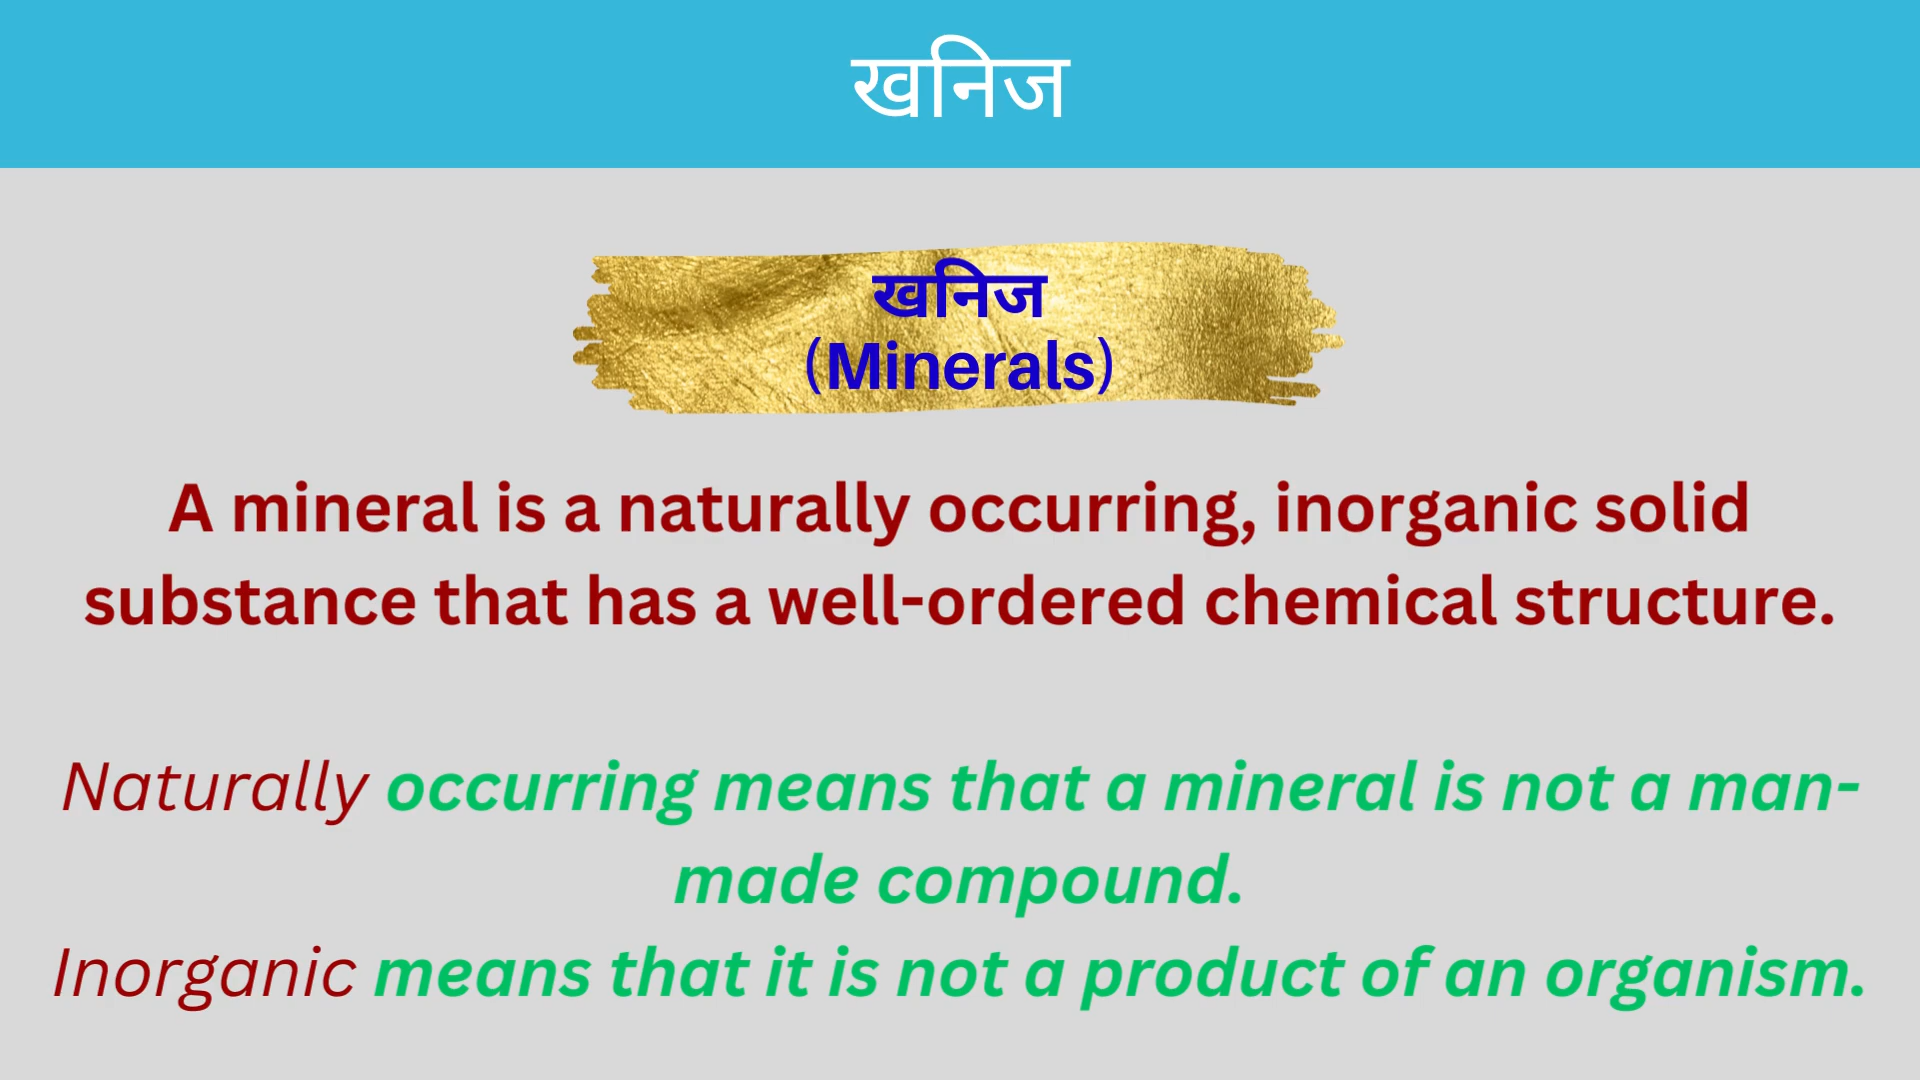 खनिज
खनिज
(Minerals)
A mineral is a naturally occurring, inorganic solid
substance that has a well-ordered chemical structure.
Naturally occurring means that a mineral is not a man-
made compound.
Inorganic means that it is not a product of an organism.